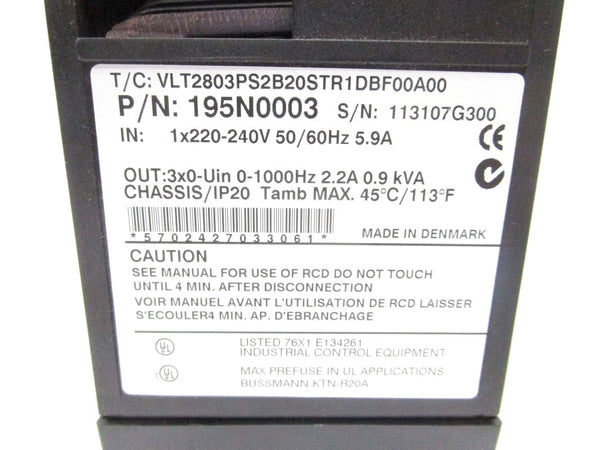 T/C: VLT2803PS2B20STR1DBF00A00
P/N: 195N0003 S/N: 113107G300
IN: 1x220-240V 50/60Hz 5.9A
CE
OUT:3x0-Uin 0-1000Hz 2.2A 0.9 kVA
CHASSIS/IP20 Tamb MAX. 45°C/113°F
*5702427033061* MADE IN DENMARK
CAUTION
SEE MANUAL FOR USE OF RCD DO NOT TOUCH
UNTIL 4 MIN. AFTER DISCONNECTION
VOIR MANUEL AVANT L'UTILISATION DE RCD LAISSER
S'ECOULER4 MIN. AP. D'EBRANCHAGE
UL LISTED 76X1 E134261
INDUSTRIAL CONTROL EQUIPMENT
UL MAX PREFUSE IN UL APPLICATIONS
BUSSMANN KTN-R20A